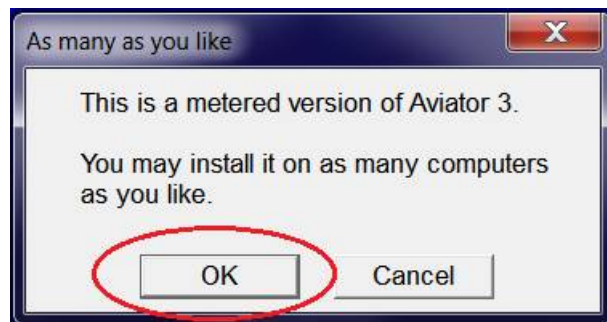 As many as you like
This is a metered version of Aviator 3.
You may install it on as many computers
as you like.
OK
Cancel